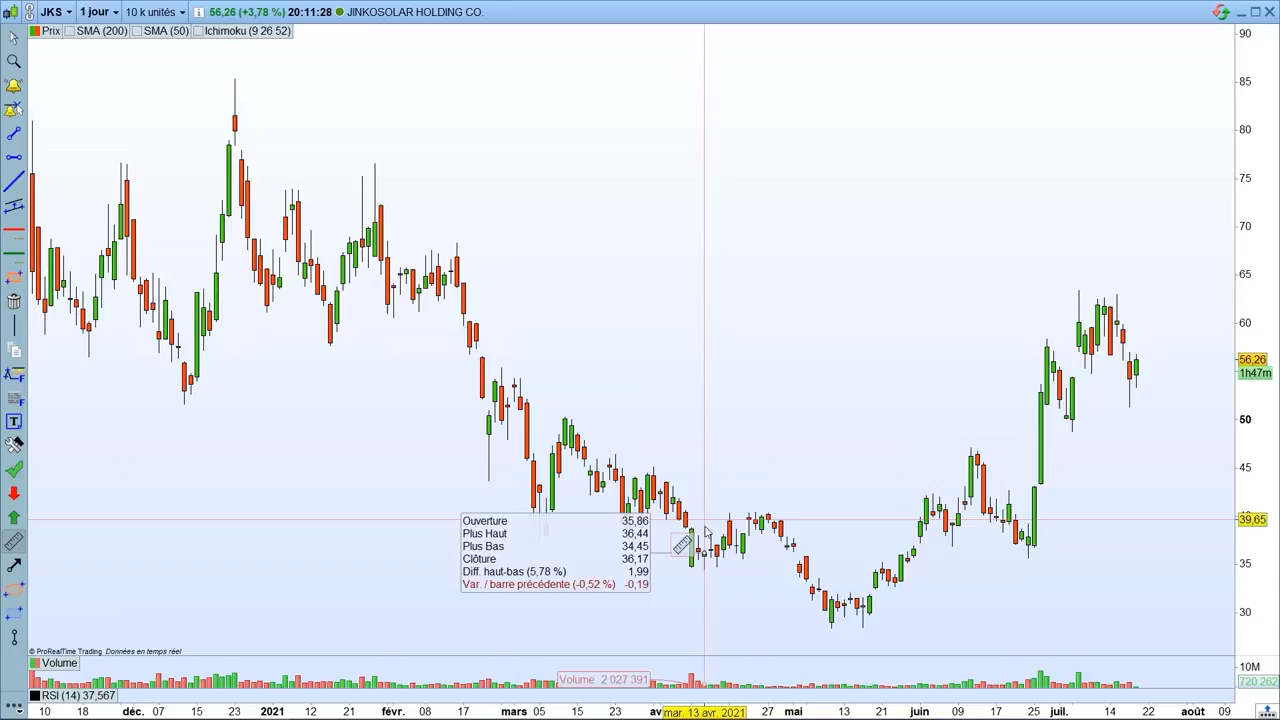 JKS 1 jour 10 k unités 56,26 (+3,78 %) 20:11:28 JINKOSOLAR HOLDING CO.
Prix SMA (200) SMA (50) Ichimoku (9 26 52)
90
85
80
75
70
65
60
56,26
1h47m
50
45
39,65
35
30
Ouverture 35,86
Plus Haut 36,44
Plus Bas 34,45
Clôture 36,17
Diff. haut-bas (5,78 %) 1,99
Var. / barre précédente (-0,52 %) -0,19
© ProRealTime Trading Données en temps réel
Volume
10M
Volume 2 027 391
720 262
RSI (14) 37,567
10 18 déc. 07 15 23 2021 12 21 févr. 08 17 mars 05 15 23 av mar. 13 avr. 2021 27 mai 13 25 juin 09 17 25 juil. 14 22 août 09